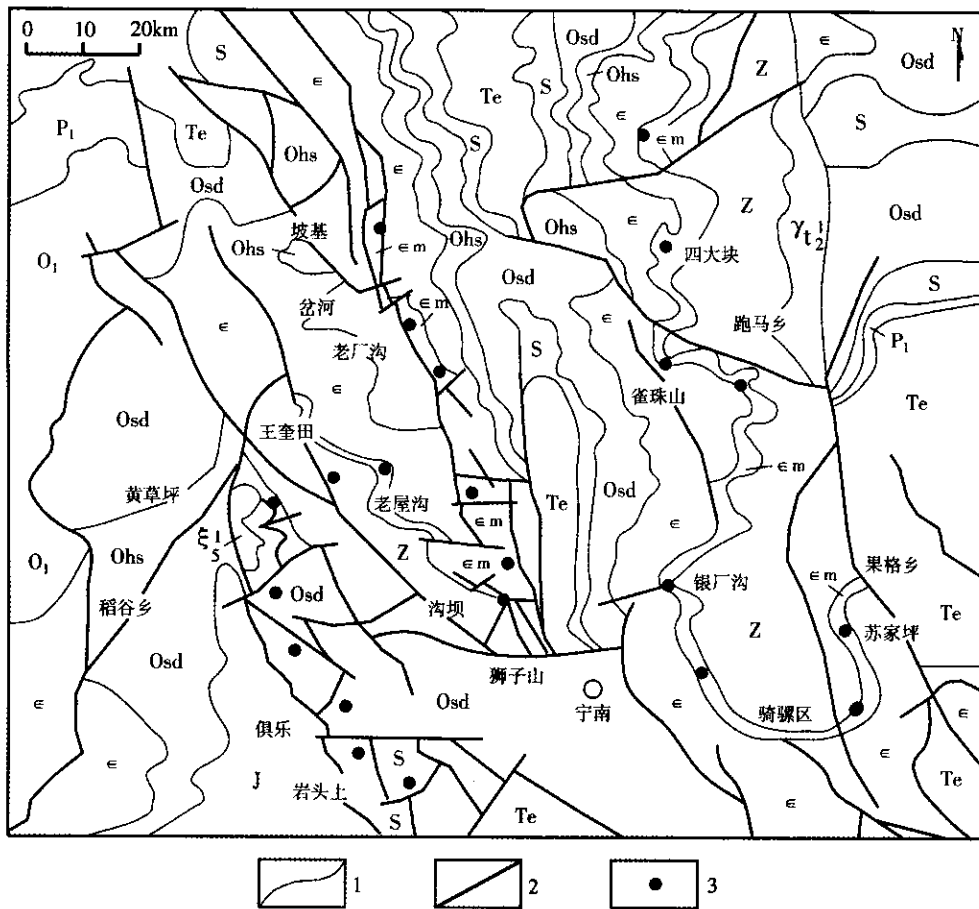 0 10 20km
N
S
∈
Osd
Z
∈
Osd
Ohs
S
∈
Te
S
P₁
Te
∈m
Ohs
S
Osd
Z
Ohs
∈
Osd
坡基
∈m
Ohs
γt₂¹
O₁
Ohs
四大块
Osd
S
岔河
∈m
∈
跑马乡
老厂沟
P₁
∈
S
∈
雀珠山
Te
Osd
王奎田
∈m
黄草坪
老屋沟
Te
Osd
∈m
ξ₅¹
∈
O₁
Ohs
Z
∈m
银厂沟
∈m
果格乡
稻谷乡
Osd
沟坝
Z
苏家坪
Te
Osd
狮子山
Osd
宁南
骑骡区
∈
∈
俱乐
J
岩头上
S
∈
∈
Te
S
Te
1
2
3